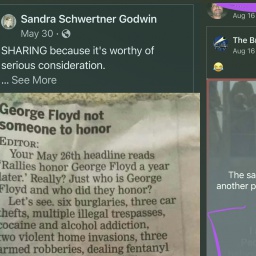 Sandra Schwertner Godwin
May 30 ·
SHARING because it's worthy of
serious consideration.
... See More
George Floyd not
someone to honor
EDITOR:
Your May 26th headline reads
'Rallies honor George Floyd a year
later.' Really? Just who is George
Floyd and who did they honor?
Let's see. six burglaries, three car
thefts, multiple illegal trespasses,
cocaine and alcohol addiction,
two violent home invasions, three
armed robberies, dealing fentanyl
Aug 16
The B
Aug 16
The sa
another p